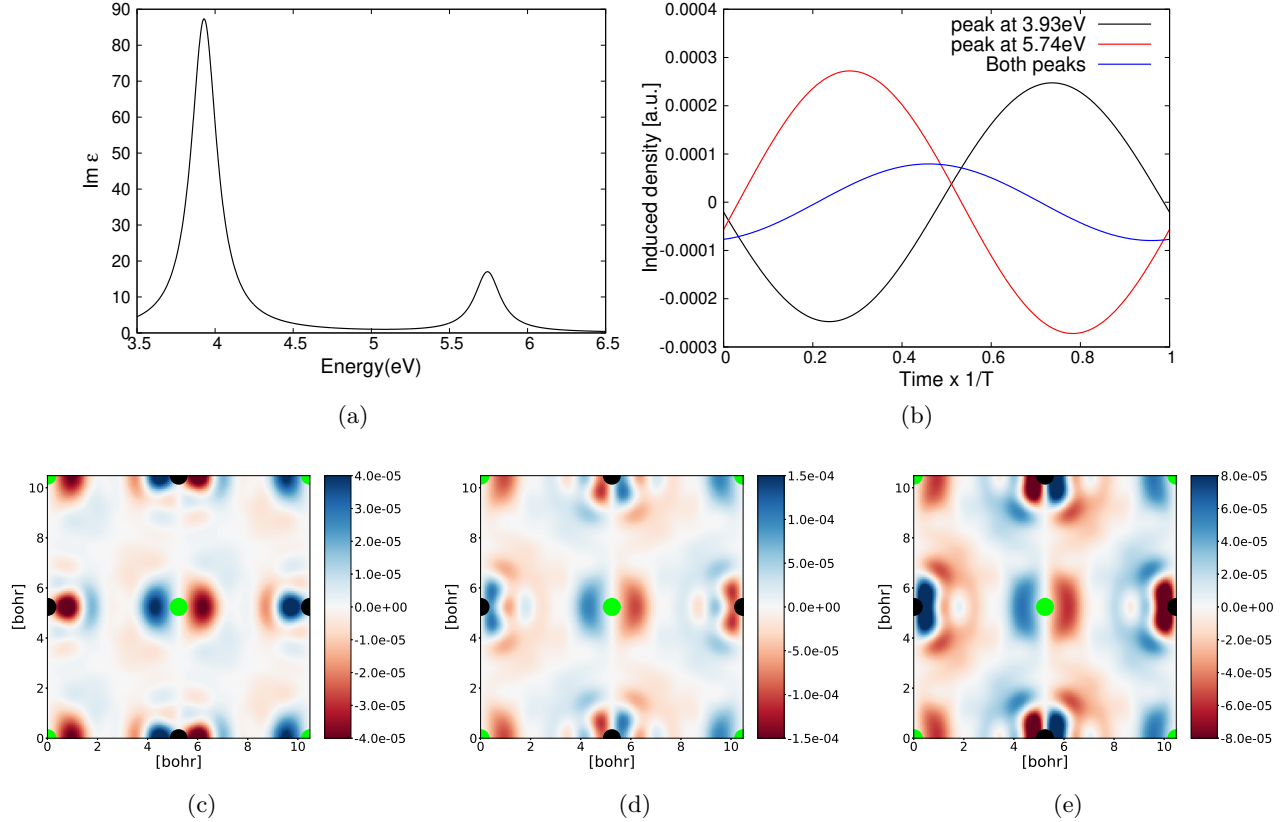 90
80
70
60
50
40
30
20
10
0
Im ε
3.5 4 4.5 5 5.5 6 6.5
Energy(eV)
(a)
0.0004
0.0003
0.0002
0.0001
0
-0.0001
-0.0002
-0.0003
Induced density [a.u.]
peak at 3.93eV
peak at 5.74eV
Both peaks
0 0.2 0.4 0.6 0.8 1
Time x 1/T
(b)
10
8
6
4
2
0
[bohr]
0 2 4 6 8 10
[bohr]
4.0e-05
3.0e-05
2.0e-05
1.0e-05
0.0e+00
-1.0e-05
-2.0e-05
-3.0e-05
-4.0e-05
(c)
10
8
6
4
2
0
[bohr]
0 2 4 6 8 10
[bohr]
1.5e-04
1.0e-04
5.0e-05
0.0e+00
-5.0e-05
-1.0e-04
-1.5e-04
(d)
10
8
6
4
2
0
[bohr]
0 2 4 6 8 10
[bohr]
8.0e-05
6.0e-05
4.0e-05
2.0e-05
0.0e+00
-2.0e-05
-4.0e-05
-6.0e-05
-8.0e-05
(e)